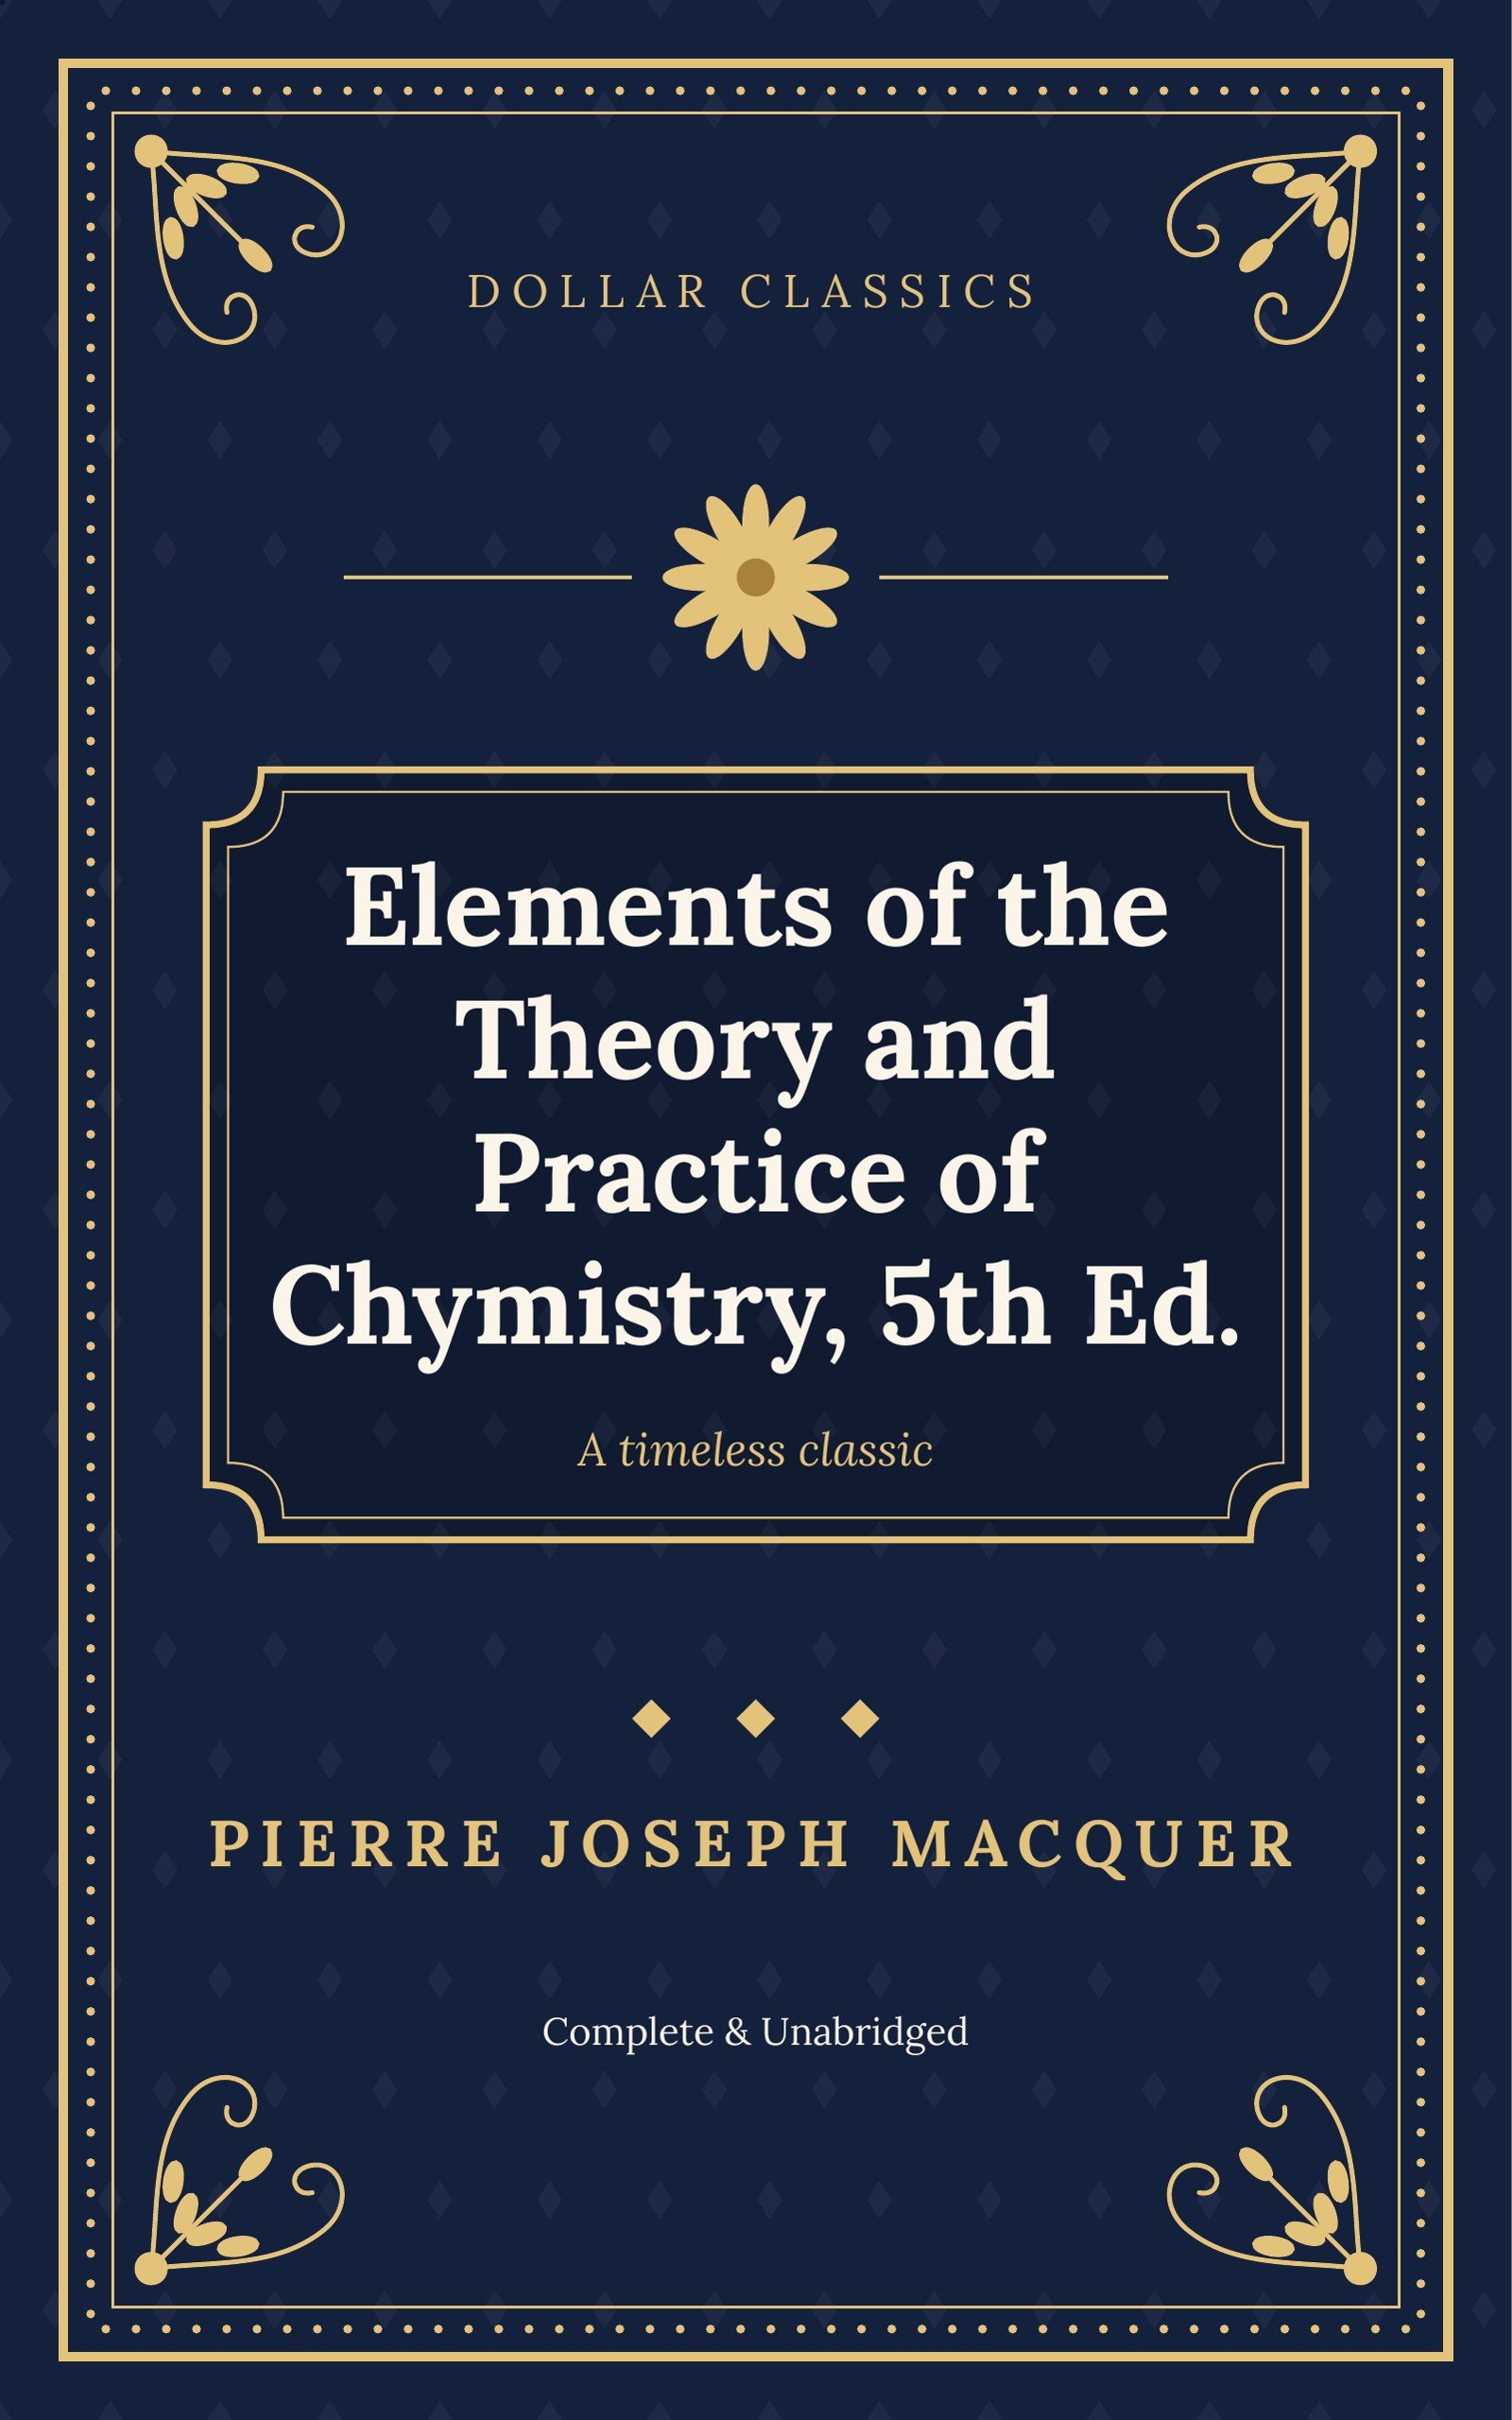 DOLLAR CLASSICS
Elements of the
Theory and
Practice of
Chymistry, 5th Ed.
A timeless classic
PIERRE JOSEPH MACQUER
Complete & Unabridged